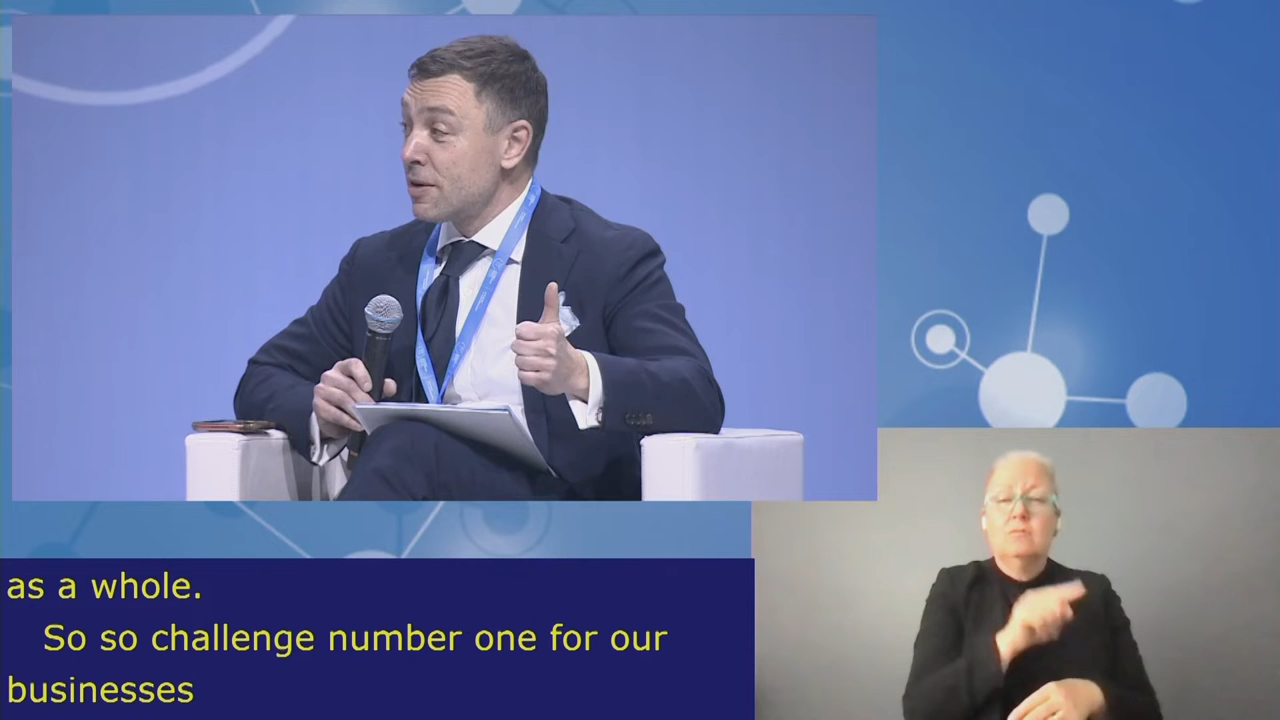 as a whole.
So so challenge number one for our
businesses